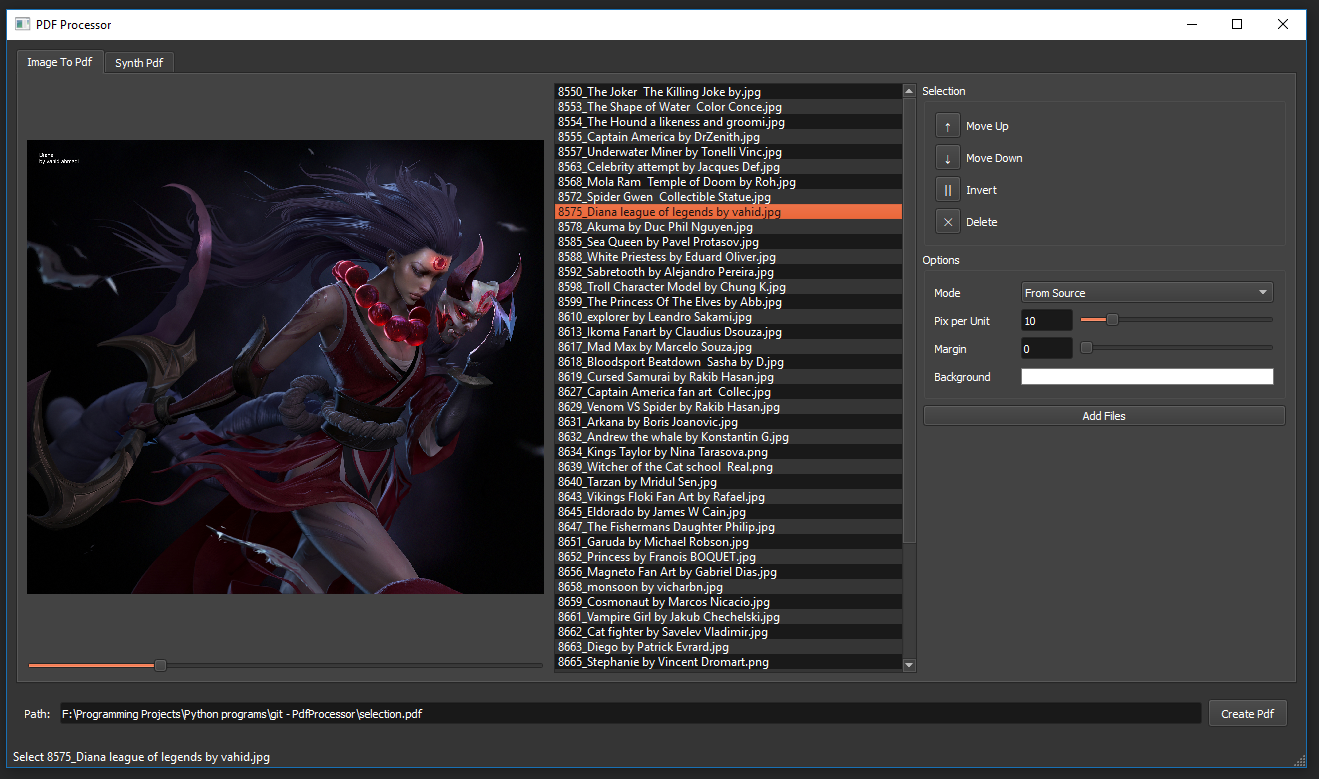 PDF Processor
Image To Pdf
Synth Pdf
Diana
by vahid ahmadi
8550_The Joker  The Killing Joke by.jpg
8553_The Shape of Water  Color Conce.jpg
8554_The Hound a likeness and groomi.jpg
8555_Captain America by DrZenith.jpg
8557_Underwater Miner by Tonelli Vinc.jpg
8563_Celebrity attempt by Jacques Def.jpg
8568_Mola Ram  Temple of Doom by Roh.jpg
8572_Spider Gwen  Collectible Statue.jpg
8575_Diana league of legends by vahid.jpg
8578_Akuma by Duc Phil Nguyen.jpg
8585_Sea Queen by Pavel Protasov.jpg
8588_White Priestess by Eduard Oliver.jpg
8592_Sabretooth by Alejandro Pereira.jpg
8598_Troll Character Model by Chung K.jpg
8599_The Princess Of The Elves by Abb.jpg
8610_explorer by Leandro Sakami.jpg
8613_Ikoma Fanart by Claudius Dsouza.jpg
8617_Mad Max by Marcelo Souza.jpg
8618_Bloodsport Beatdown  Sasha by D.jpg
8619_Cursed Samurai by Rakib Hasan.jpg
8627_Captain America fan art  Collec.jpg
8629_Venom VS Spider by Rakib Hasan.jpg
8631_Arkana by Boris Joanovic.jpg
8632_Andrew the whale by Konstantin G.jpg
8634_Kings Taylor by Nina Tarasova.png
8639_Witcher of the Cat school  Real.png
8640_Tarzan by Mridul Sen.jpg
8643_Vikings Floki Fan Art by Rafael.jpg
8645_Eldorado by James W Cain.jpg
8647_The Fishermans Daughter Philip.jpg
8651_Garuda by Michael Robson.jpg
8652_Princess by Franois BOQUET.jpg
8656_Magneto Fan Art by Gabriel Dias.jpg
8658_monsoon by vicharbn.jpg
8659_Cosmonaut by Marcos Nicacio.jpg
8661_Vampire Girl by Jakub Chechelski.jpg
8662_Cat fighter by Savelev Vladimir.jpg
8663_Diego by Patrick Evrard.jpg
8665_Stephanie by Vincent Dromart.png
Selection
Move Up
Move Down
Invert
Delete
Options
Mode
From Source
Pix per Unit
10
Margin
0
Background
Add Files
Path:
F:\Programming Projects\Python programs\git - PdfProcessor\selection.pdf
Create Pdf
Select 8575_Diana league of legends by vahid.jpg